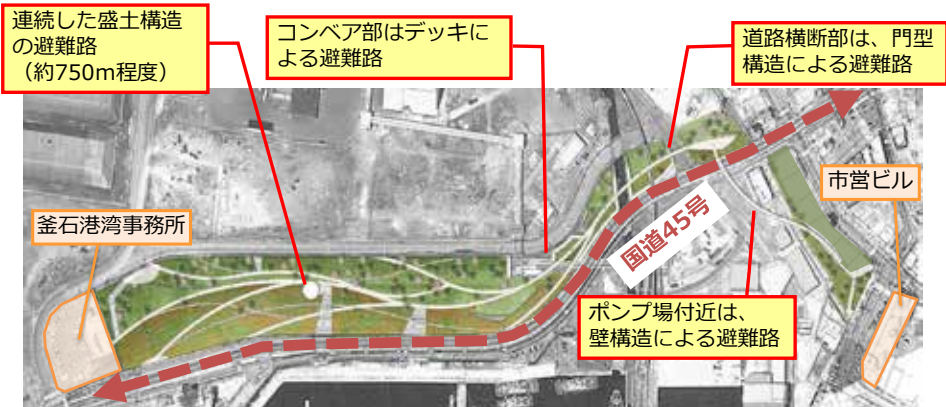 連続した盛土構造
の避難路
（約750m程度）
コンベア部はデッキに
よる避難路
道路横断部は、門型
構造による避難路
市営ビル
釜石港湾事務所
国道45号
ポンプ場付近は、
壁構造による避難路